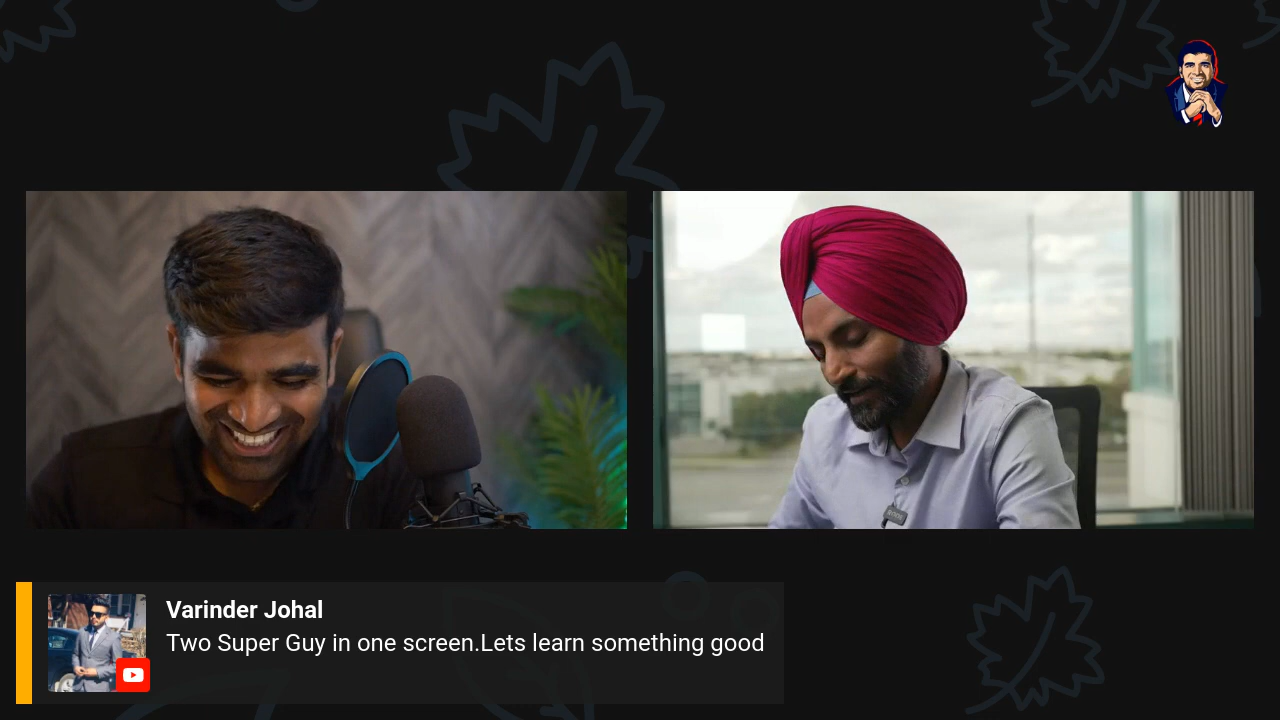 Varinder Johal
Two Super Guy in one screen.Lets learn something good